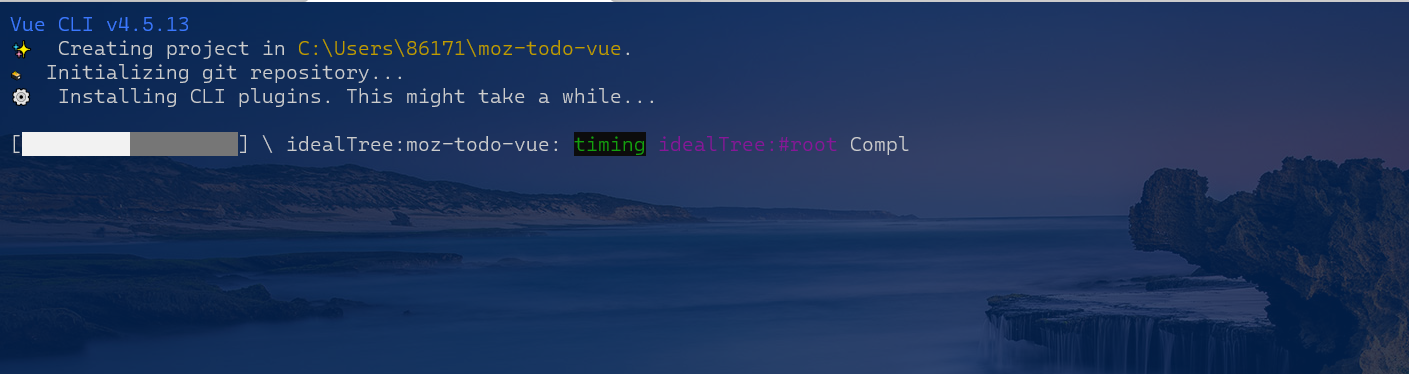 Vue CLI v4.5.13
✨  Creating project in C:\Users\86171\moz-todo-vue.
Initializing git repository...
⚙️  Installing CLI plugins. This might take a while...
[] \ idealTree:moz-todo-vue: timing idealTree:#root Compl